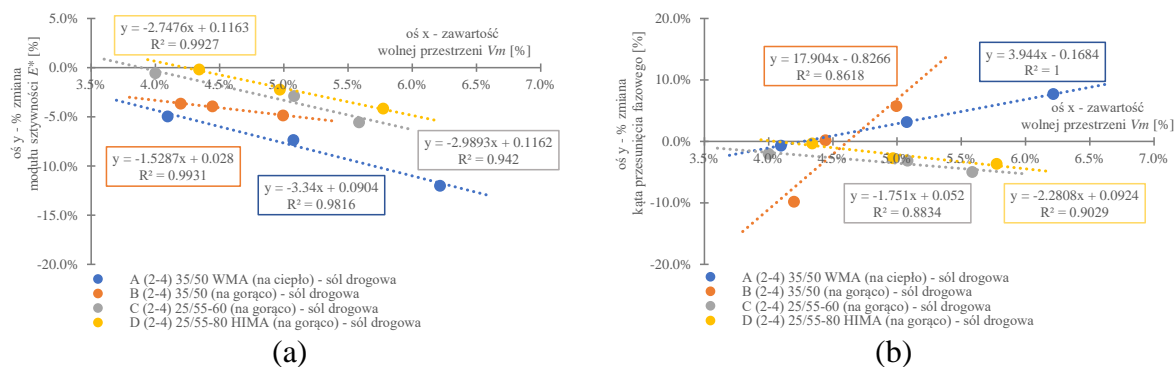 5.0%
0.0%
-5.0%
-10.0%
-15.0%
-20.0%
3.5%
4.0%
4.5%
5.0%
5.5%
6.0%
6.5%
7.0%
oś y - % zmiana
modułu sztywności E* [%]
oś x - zawartość
wolnej przestrzeni Vm [%]
y = -2.7476x + 0.1163
R² = 0.9927
y = -2.9893x + 0.1162
R² = 0.942
y = -1.5287x + 0.028
R² = 0.9931
y = -3.34x + 0.0904
R² = 0.9816
A (2-4) 35/50 WMA (na ciepło) - sól drogowa
B (2-4) 35/50 (na gorąco) - sól drogowa
C (2-4) 25/55-60 (na gorąco) - sól drogowa
D (2-4) 25/55-80 HIMA (na gorąco) - sól drogowa
(a)
20.0%
10.0%
0.0%
-10.0%
-20.0%
3.5%
4.0%
4.5%
5.0%
5.5%
6.0%
6.5%
7.0%
oś y - % zmiana
kąta przesunięcia fazowego [%]
y = 17.904x - 0.8266
R² = 0.8618
y = 3.944x - 0.1684
R² = 1
oś x - zawartość
wolnej przestrzeni Vm [%]
y = -1.751x + 0.052
R² = 0.8834
y = -2.2808x + 0.0924
R² = 0.9029
A (2-4) 35/50 WMA (na ciepło) - sól drogowa
B (2-4) 35/50 (na gorąco) - sól drogowa
C (2-4) 25/55-60 (na gorąco) - sól drogowa
D (2-4) 25/55-80 HIMA (na gorąco) - sól drogowa
(b)